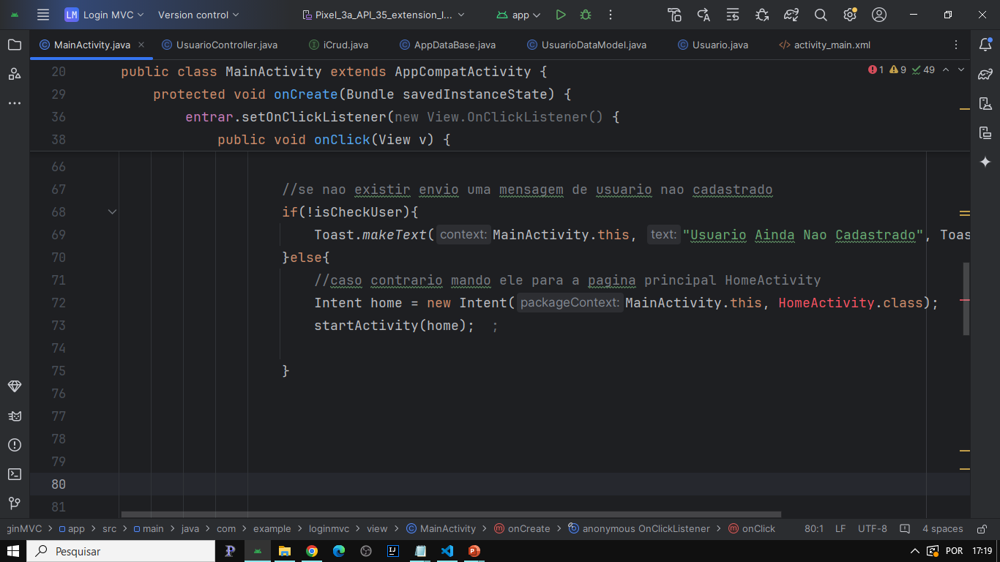 LM Login MVC Version control Pixel_3a_API_35_extension_l... app
MainActivity.java UsuarioController.java iCrud.java AppDataBase.java UsuarioDataModel.java Usuario.java activity_main.xml
20 public class MainActivity extends AppCompatActivity { 1 9 49
29 protected void onCreate(Bundle savedInstanceState) {
36 entrar.setOnClickListener(new View.OnClickListener() {
38 public void onClick(View v) {
66
67 //se nao existir envio uma mensagem de usuario nao cadastrado
68 if(!isCheckUser){
69 Toast.makeText( context: MainActivity.this, text: "Usuario Ainda Nao Cadastrado", Toas
70 }else{
71 //caso contrario mando ele para a pagina principal HomeActivity
72 Intent home = new Intent( packageContext: MainActivity.this, HomeActivity.class);
73 startActivity(home);  ;
74
75 }
76
77
78
79
80
81
ginMVC > app > src > main > java > com > example > loginmvc > view > MainActivity > onCreate > anonymous OnClickListener > onClick 80:1 LF UTF-8 4 spaces
Pesquisar POR 17:19